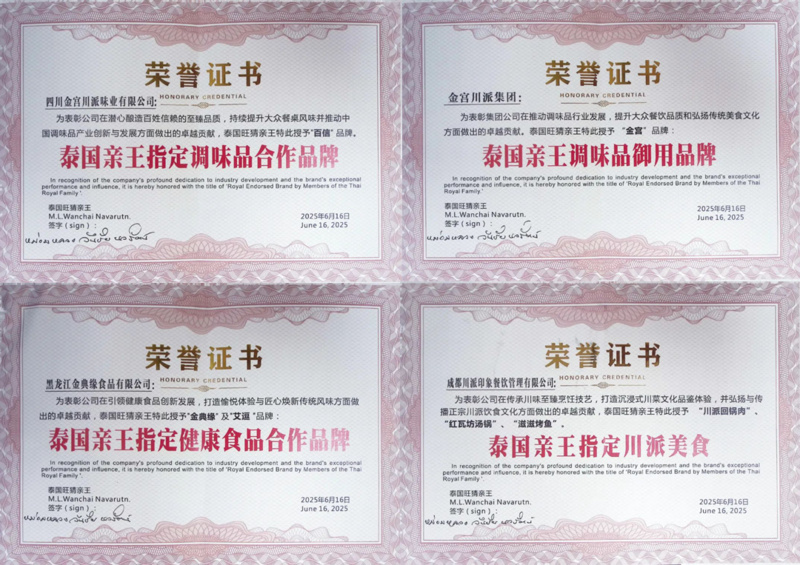 荣誉证书
HONORARY CREDENTIAL
四川金宫川派味业有限公司:
为表彰公司在潜心酿造百姓信赖的至臻品质，持续提升大众餐桌风味并推动中
国调味品产业创新与发展方面做出的卓越贡献，泰国旺猜亲王特此授予"百信"品牌。
泰国亲王指定调味品合作品牌
In recognition of the company's profound dedication to industry development and the brand's exceptional
performance and influence, it is hereby honored with the title of 'Royal Endorsed Brand by Members of the Thai
Royal Family'.
泰国旺猜亲王
M.L.Wanchai Navarutn.
签字（sign）:
2025年6月16日
June 16, 2025
荣誉证书
HONORARY CREDENTIAL
金宫川派集团:
为表彰集团公司在推动调味品行业发展，提升大众餐饮品质和弘扬传统美食文化
方面做出的卓越贡献。泰国旺猜亲王特此授予 "金宫" 品牌:
泰国亲王调味品御用品牌
In recognition of the company's profound dedication to industry development and the brand's exceptional
performance and influence, it is hereby honored with the title of 'Royal Endorsed Brand by Members of the Thai
Royal Family'.
泰国旺猜亲王
M.L.Wanchai Navarutn.
签字（sign）:
2025年6月16日
June 16, 2025
荣誉证书
HONORARY CREDENTIAL
黑龙江金典缘食品有限公司:
为表彰公司在引领健康食品创新发展，打造愉悦体验与匠心焕新传统风味方面做出
的卓越贡献，泰国旺猜亲王特此授予"金典缘"及"艾逗"品牌:
泰国亲王指定健康食品合作品牌
In recognition of the company's profound dedication to industry development and the brand's exceptional
performance and influence, it is hereby honored with the title of 'Royal Endorsed Brand by Members of the Thai
Royal Family'.
泰国旺猜亲王
M.L.Wanchai Navarutn.
签字（sign）:
2025年6月16日
June 16, 2025
荣誉证书
HONORARY CREDENTIAL
成都川派印象餐饮管理有限公司:
为表彰公司在传承川味至臻烹饪技艺，打造沉浸式川菜文化品鉴体验，并弘扬与传
播正宗川派饮食文化方面做出的卓越贡献，泰国旺猜亲王特此授予 "川派回锅肉"、
"红瓦坊汤锅"、"滋滋烤鱼"。
泰国亲王指定川派美食
In recognition of the company's profound dedication to industry development and the brand's exceptional
performance and influence, it is hereby honored with the title of 'Royal Endorsed Brand by Members of the Thai
Royal Family'.
泰国旺猜亲王
M.L.Wanchai Navarutn.
签字（sign）:
2025年6月16日
June 16, 2025